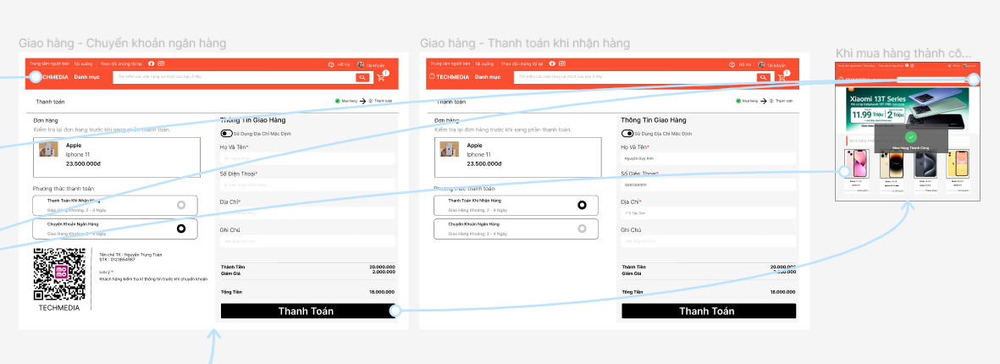 Giao hàng - Chuyển khoản ngân hàng
Trung tâm người bán Tải xuống Theo dõi chúng tôi tại
Hỗ trợ Tài khoản
CHMEDIA Danh mục Tìm kiếm các mặt hàng ưa thích của bạn ở đây
1
Thanh toán
Mua hàng → Thanh toán
Đơn hàng
Kiểm tra lại đơn hàng trước khi sang phần thanh toán.
Apple
Iphone 11
23.500.000đ
Phương thức thanh toán
Thanh Toán Khi Nhận Hàng
Giao Hàng Khoảng: 2 - 4 Ngày
Chuyển Khoản Ngân Hàng
Giao Hàng Khoảng: 2 - 4 Ngày
mo
mo
TECHMEDIA
Tên chủ TK : Nguyễn Trung Toàn
STK : 0123654987
Lưu ý *
Khách hàng kiểm tra kĩ thông tin trước khi chuyển khoản
Thông Tin Giao Hàng
Sử Dụng Địa Chỉ Mặc Định
Họ Và Tên*
Số Điện Thoại*
Địa Chỉ*
Ghi Chú
Thành Tiền 20.000.000
Giảm Giá 2.000.000
Tổng Tiền 18.000.000
Thanh Toán
Giao hàng - Thanh toán khi nhận hàng
Trung tâm người bán Tải xuống Theo dõi chúng tôi tại
Hỗ trợ Tài khoản
TECHMEDIA Danh mục Tìm kiếm các mặt hàng ưa thích của bạn ở đây
1
Thanh toán
Mua hàng → Thanh toán
Đơn hàng
Kiểm tra lại đơn hàng trước khi sang phần thanh toán.
Apple
Iphone 11
23.500.000đ
Phương thức thanh toán
Thanh Toán Khi Nhận Hàng
Giao Hàng Khoảng: 2 - 4 Ngày
Chuyển Khoản Ngân Hàng
Giao Hàng Khoảng: 2 - 4 Ngày
Thông Tin Giao Hàng
Sử Dụng Địa Chỉ Mặc Định
Họ Và Tên*
Nguyễn Duy Anh
Số Điện Thoại*
Địa Chỉ*
Tây Sơn
Ghi Chú
Thành Tiền 20.000.000
Giảm Giá 2.000.000
Tổng Tiền 18.000.000
Thanh Toán
Khi mua hàng thành cô...
Xiaomi 13T Series
11.99 Triệu 2 Triệu
Mua Hàng Thành Công